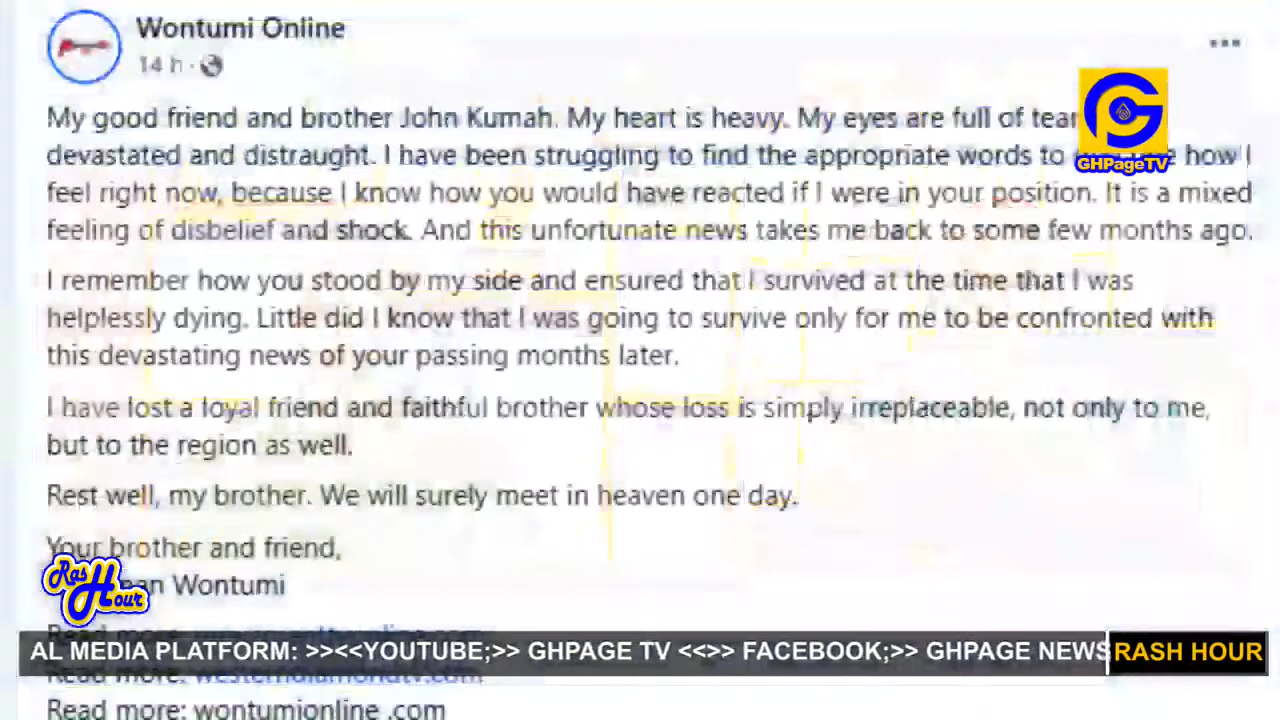 Wontumi Online
14 h ·
My good friend and brother John Kumah. My heart is heavy. My eyes are full of tear
devastated and distraught. I have been struggling to find the appropriate words to how I
feel right now, because I know how you would have reacted if I were in your position. It is a mixed
feeling of disbelief and shock. And this unfortunate news takes me back to some few months ago.
I remember how you stood by my side and ensured that I survived at the time that I was
helplessly dying. Little did I know that I was going to survive only for me to be confronted with
this devastating news of your passing months later.
I have lost a loyal friend and faithful brother whose loss is simply irreplaceable, not only to me,
but to the region as well.
Rest well, my brother. We will surely meet in heaven one day.
Your brother and friend,
an Wontumi
Read more:
Read more: westerndiamondtv.com
Read more: wontumionline .com
GHPageTV
Rash Hour
AL MEDIA PLATFORM: >><<YOUTUBE;>> GHPAGE TV <<>> FACEBOOK;>> GHPAGE NEWS
RASH HOUR